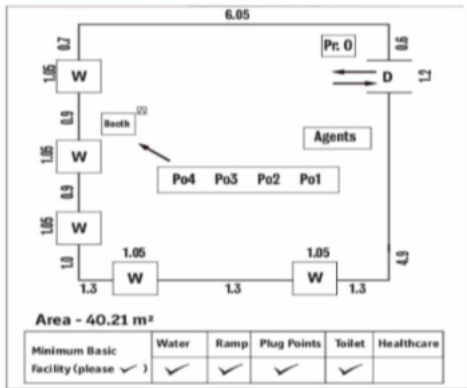 6.05
0.7
Pr. O
0.6
1.05
W
D
1.2
0.9
Booth
Agents
1.05
W
Po4 Po3 Po2 Po1
0.9
1.05
W
1.05
1.05
4.9
1.0
W
W
1.3
1.3
1.3
Area - 40.21 m²
Minimum Basic Facility (please ✓)
Water Ramp Plug Points Toilet Healthcare
✓ ✓ ✓ ✓